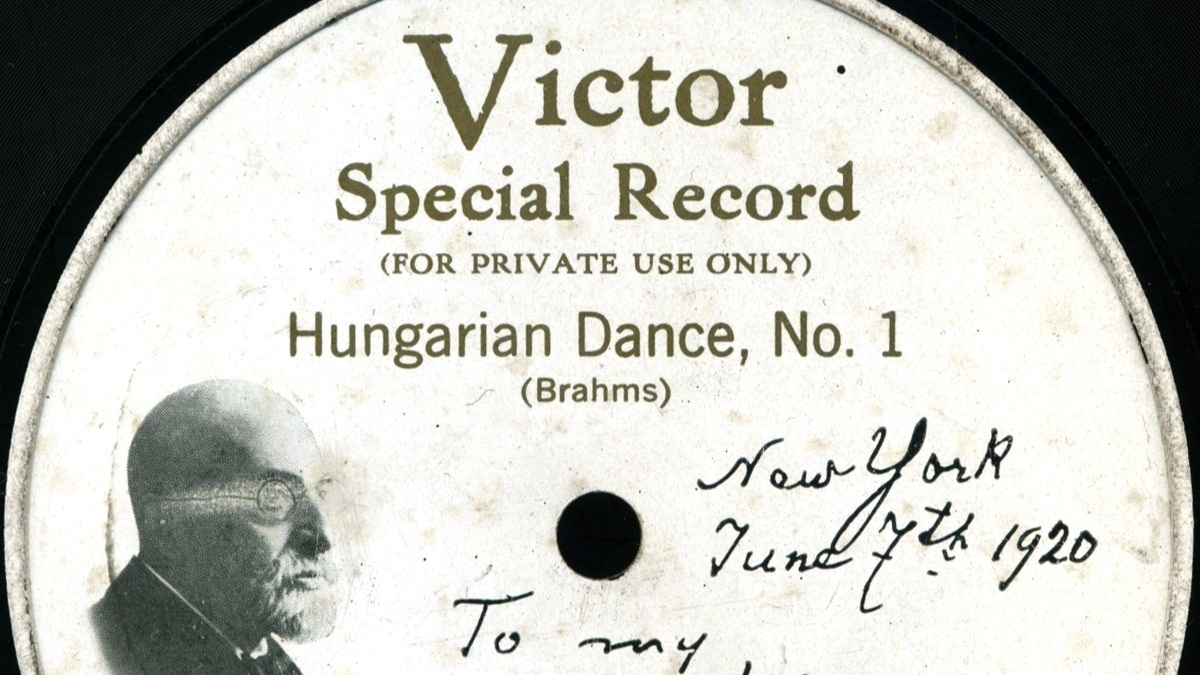 Victor
Special Record
(FOR PRIVATE USE ONLY)
Hungarian Dance, No. 1
(Brahms)
New York
June 7th 1920
To my